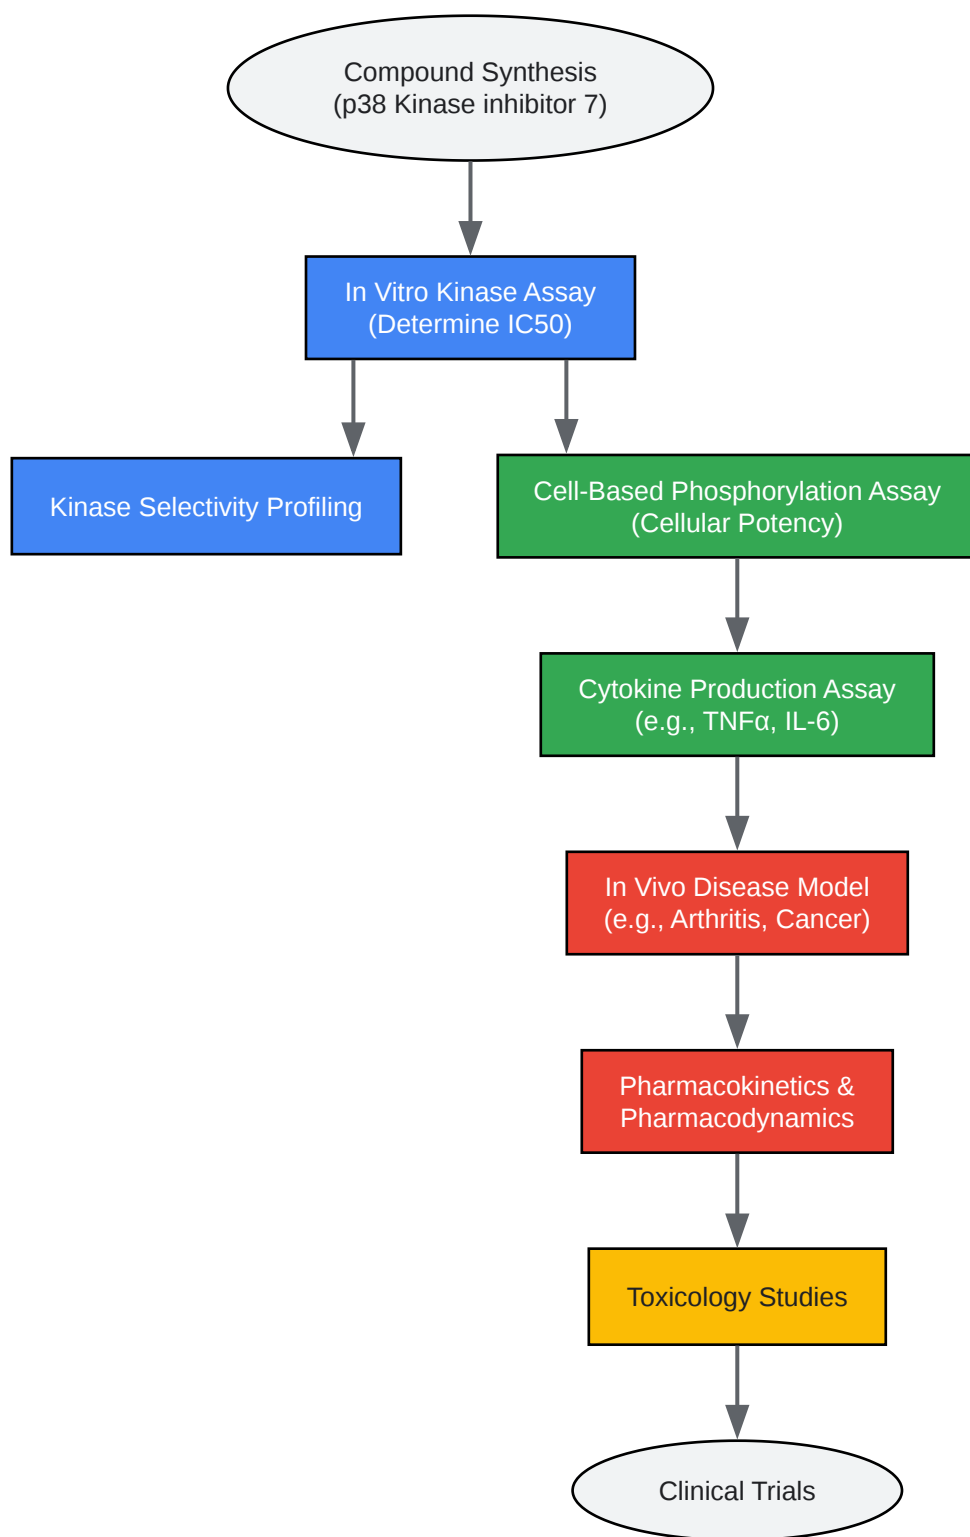 Compound Synthesis
(p38 Kinase inhibitor 7)
In Vitro Kinase Assay
(Determine IC50)
Kinase Selectivity Profiling
Cell-Based Phosphorylation Assay
(Cellular Potency)
Cytokine Production Assay
(e.g., TNFα, IL-6)
In Vivo Disease Model
(e.g., Arthritis, Cancer)
Pharmacokinetics &
Pharmacodynamics
Toxicology Studies
Clinical Trials